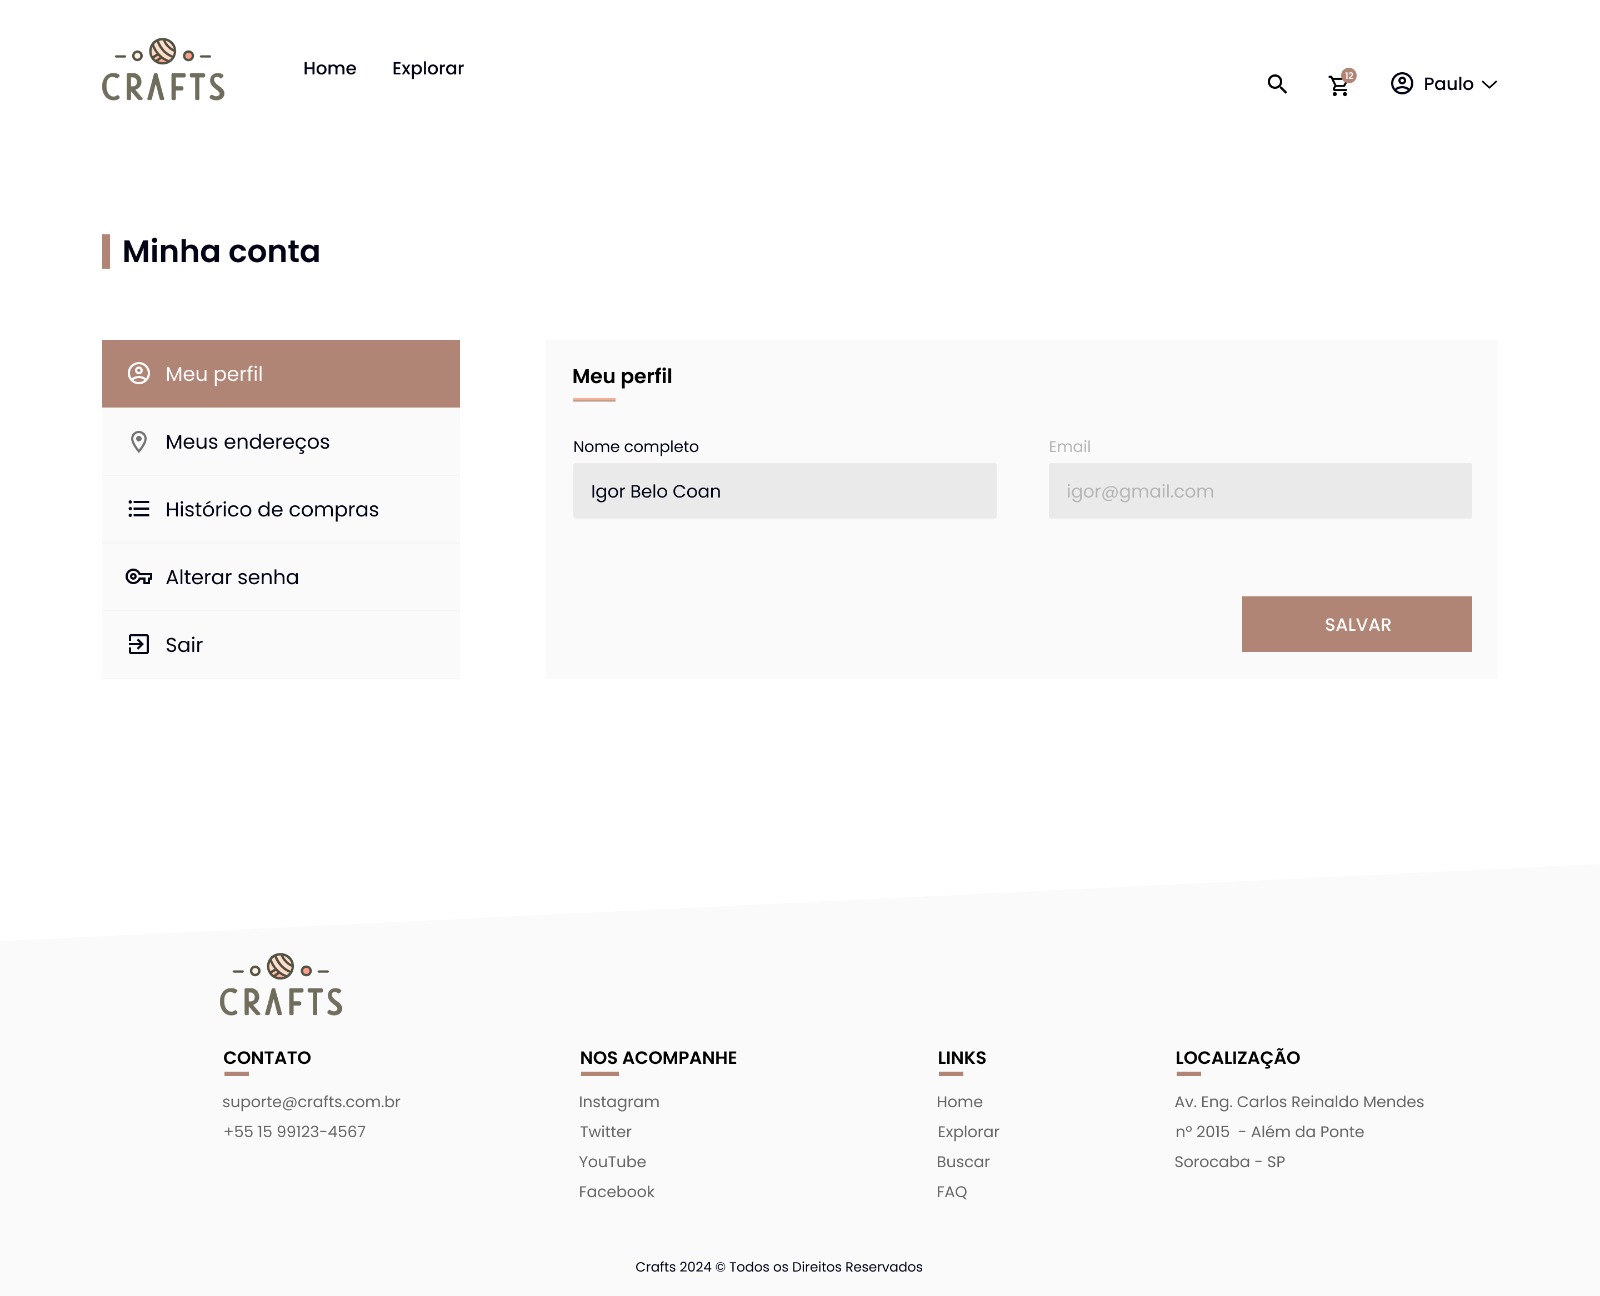 CRAFTS
Home
Explorar
12
Paulo
Minha conta
Meu perfil
Meus endereços
Histórico de compras
Alterar senha
Sair
Meu perfil
Nome completo
Igor Belo Coan
Email
igor@gmail.com
SALVAR
CRAFTS
CONTATO
suporte@crafts.com.br
+55 15 99123-4567
NOS ACOMPANHE
Instagram
Twitter
YouTube
Facebook
LINKS
Home
Explorar
Buscar
FAQ
LOCALIZAÇÃO
Av. Eng. Carlos Reinaldo Mendes
nº 2015 - Além da Ponte
Sorocaba - SP
Crafts 2024 © Todos os Direitos Reservados